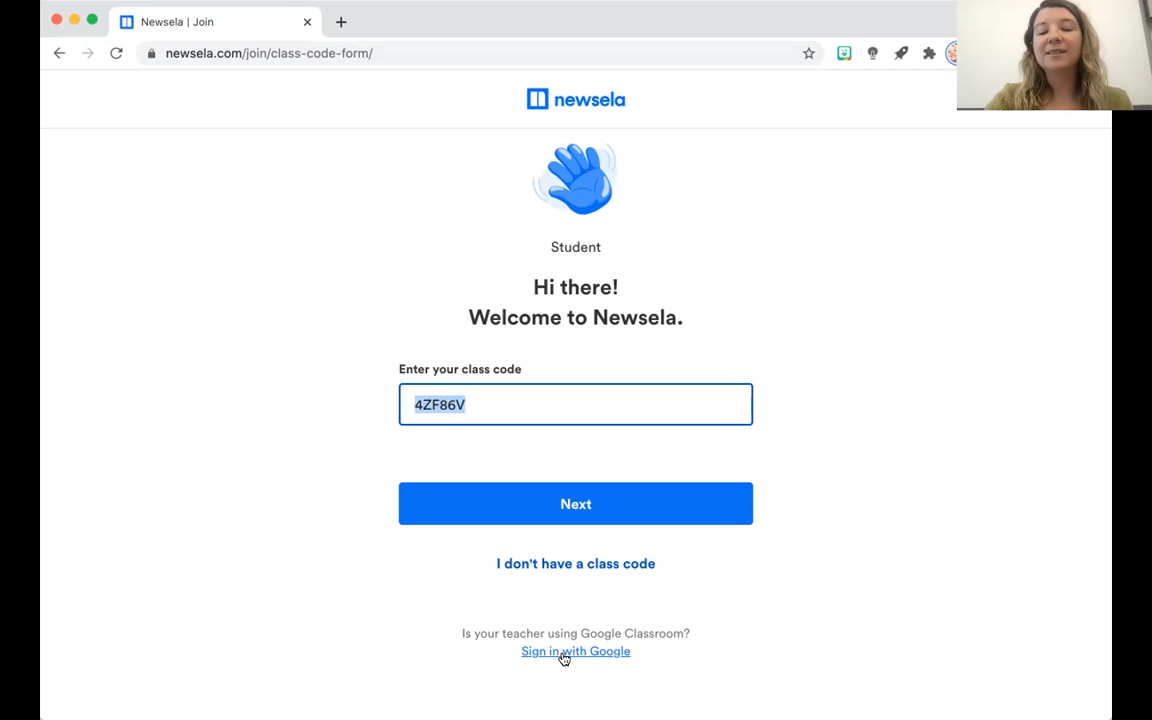 Newsela | Join
newsela.com/join/class-code-form/
newsela
Student
Hi there!
Welcome to Newsela.
Enter your class code
4ZF86V
Next
I don't have a class code
Is your teacher using Google Classroom?
Sign in with Google